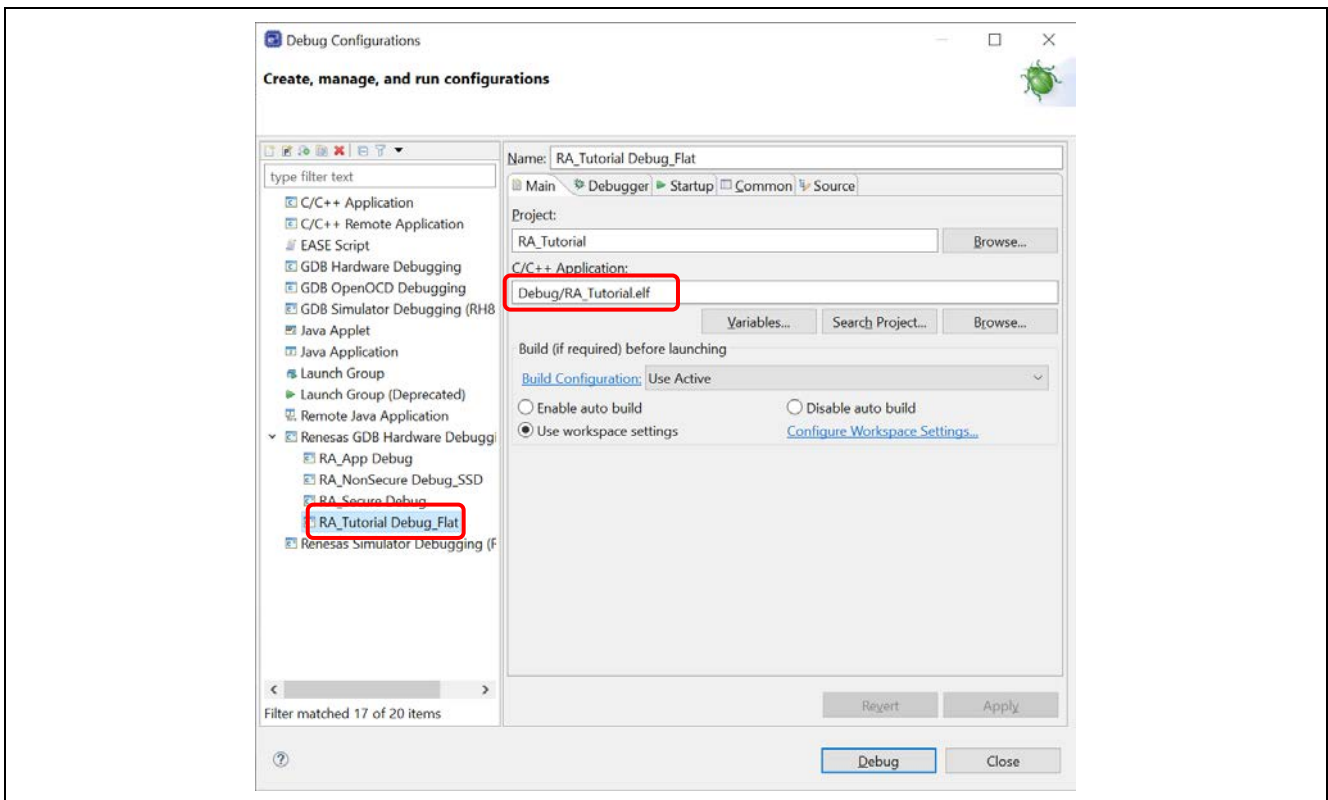 Debug Configurations
Create, manage, and run configurations
type filter text
C/C++ Application
C/C++ Remote Application
EASE Script
GDB Hardware Debugging
GDB OpenOCD Debugging
GDB Simulator Debugging (RH8
Java Applet
Java Application
Launch Group
Launch Group (Deprecated)
Remote Java Application
Renesas GDB Hardware Debuggi
RA_App Debug
RA_NonSecure Debug_SSD
RA_Secure Debug
RA_Tutorial Debug_Flat
Renesas Simulator Debugging (R
Filter matched 17 of 20 items
Name: RA_Tutorial Debug_Flat
Main Debugger Startup Common Source
Project:
RA_Tutorial Browse...
C/C++ Application:
Debug/RA_Tutorial.elf
Variables... Search Project... Browse...
Build (if required) before launching
Build Configuration: Use Active
Enable auto build Disable auto build
Use workspace settings Configure Workspace Settings...
Revert Apply
Debug Close